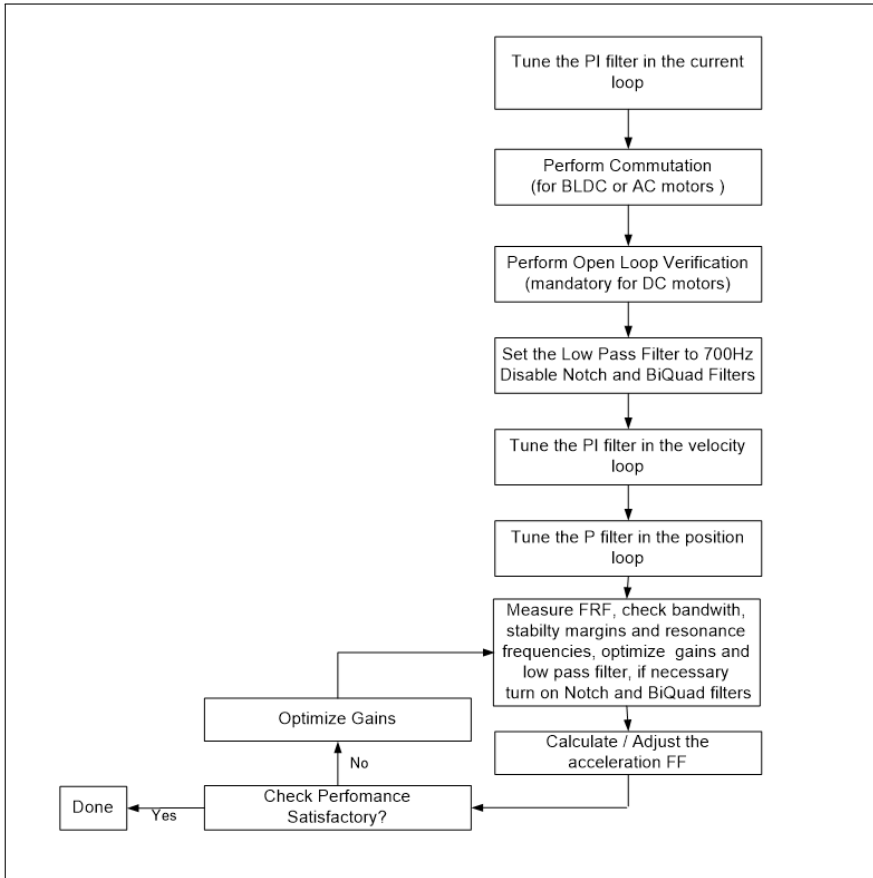 Tune the PI filter in the current
loop
Perform Commutation
(for BLDC or AC motors )
Perform Open Loop Verification
(mandatory for DC motors)
Set the Low Pass Filter to 700Hz
Disable Notch and BiQuad Filters
Tune the PI filter in the velocity
loop
Tune the P filter in the position
loop
Measure FRF, check bandwith,
stabilty margins and resonance
frequencies, optimize gains and
low pass filter, if necessary
turn on Notch and BiQuad filters
Optimize Gains
Calculate / Adjust the
acceleration FF
No
Check Perfomance
Satisfactory?
Yes
Done